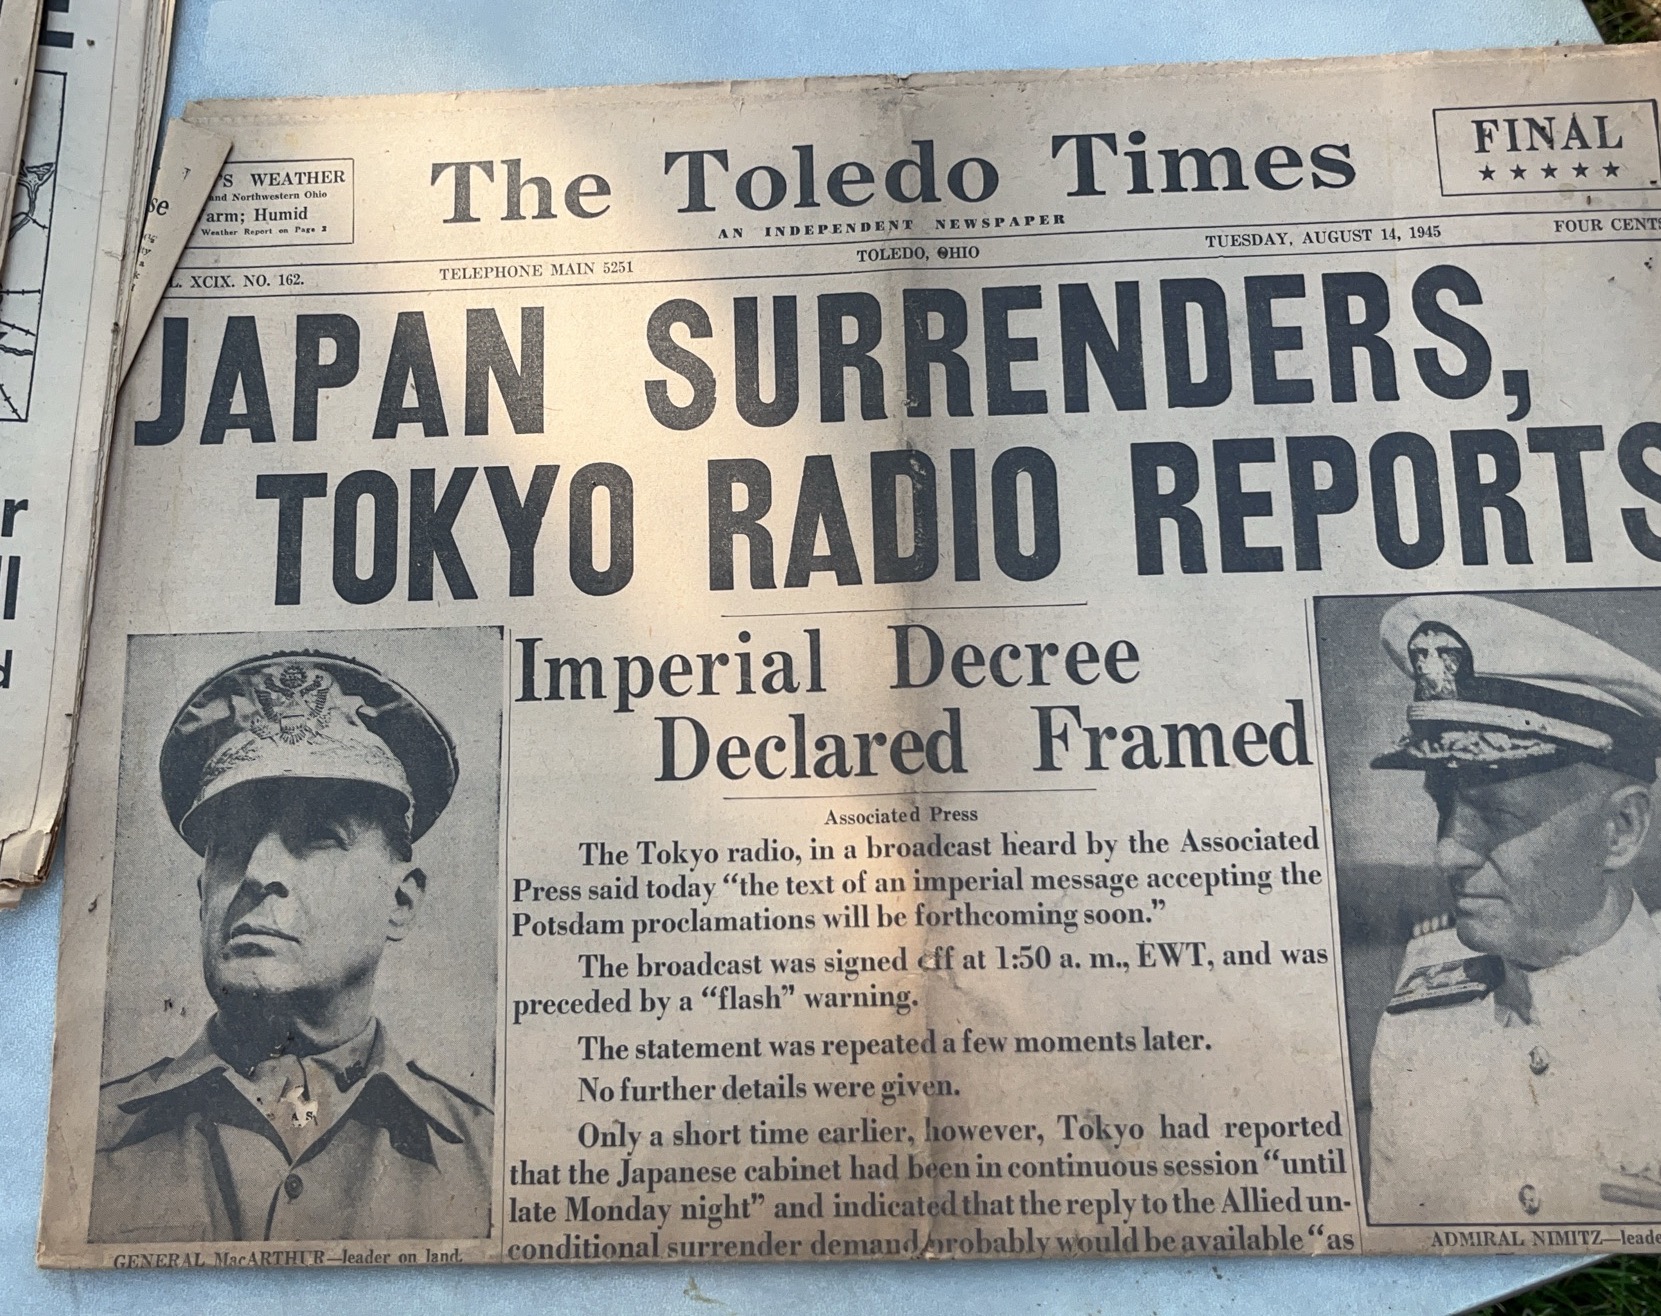 S WEATHER
and Northwestern Ohio
arm; Humid
Weather Report on Page 2
The Toledo Times
AN INDEPENDENT NEWSPAPER
FINAL
★ ★ ★ ★ ★
L. XCIX. NO. 162.
TELEPHONE MAIN 5251
TOLEDO, OHIO
TUESDAY, AUGUST 14, 1945
FOUR CENTS
JAPAN SURRENDERS,
TOKYO RADIO REPORTS
Imperial Decree
Declared Framed
Associated Press
The Tokyo radio, in a broadcast heard by the Associated
Press said today “the text of an imperial message accepting the
Potsdam proclamations will be forthcoming soon.”
The broadcast was signed off at 1:50 a. m., EWT, and was
preceded by a “flash” warning.
The statement was repeated a few moments later.
No further details were given.
Only a short time earlier, however, Tokyo had reported
that the Japanese cabinet had been in continuous session “until
late Monday night” and indicated that the reply to the Allied un-
conditional surrender demand probably would be available “as
GENERAL MacARTHUR—leader on land.
ADMIRAL NIMITZ—leade
se
r
l
d